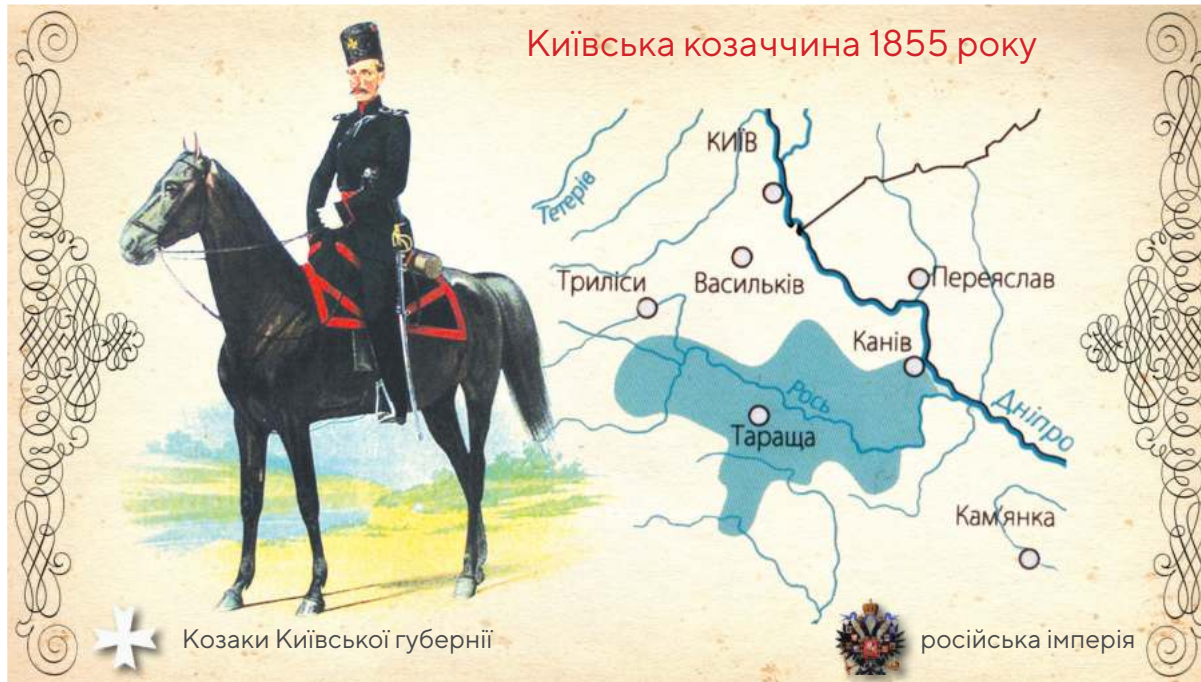 Київська козаччина 1855 року
КИЇВ
Тетерів
Триліси
Васильків
Переяслав
Канів
Рось
Дніпро
Тараща
Кам'янка
Козаки Київської губернії
російська імперія